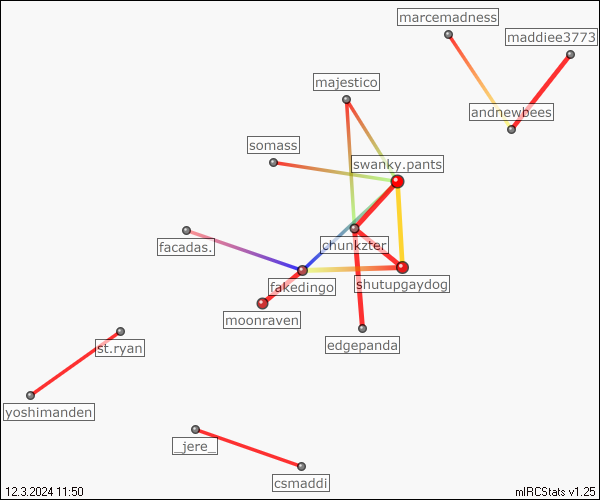 marcemadness
maddiee3773
majestico
andnewbees
somass
swanky.pants
facadas.
chunkzter
fakedingo
shutupgaydog
moonraven
st.ryan
edgepanda
yoshimanden
_jere_
csmaddi
12.3.2024 11:50
mIRCStats v1.25